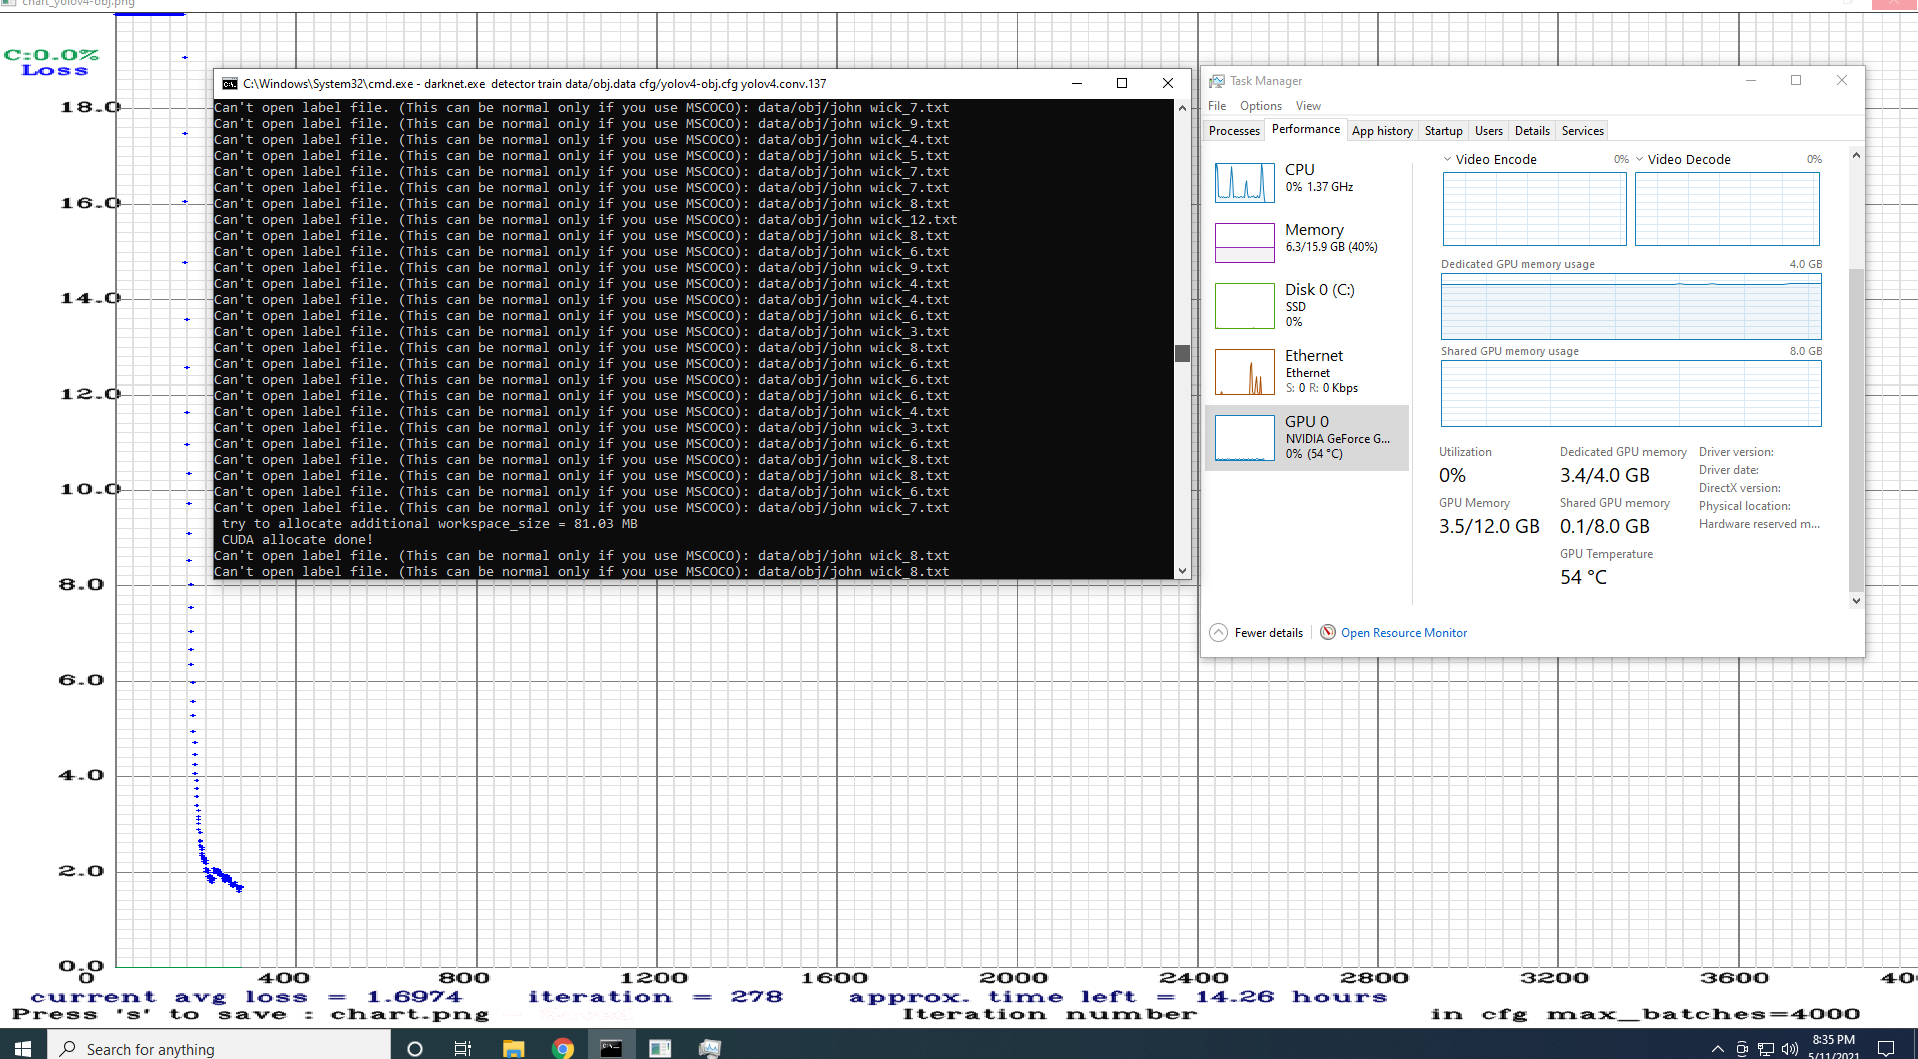 chart_yolov4-obj.png
C:0.0%
Loss
18.0
16.0
14.0
12.0
10.0
8.0
6.0
4.0
2.0
0.0
0 400 800 1200 1600 2000 2400 2800 3200 3600 400
current avg loss = 1.6974 iteration = 278 approx. time left = 14.26 hours
Press 's' to save : chart.png Iteration number in cfg max_batches=4000
C:\Windows\System32\cmd.exe - darknet.exe detector train data/obj.data cfg/yolov4-obj.cfg yolov4.conv.137
Can't open label file. (This can be normal only if you use MSCOCO): data/obj/john wick_7.txt
Can't open label file. (This can be normal only if you use MSCOCO): data/obj/john wick_9.txt
Can't open label file. (This can be normal only if you use MSCOCO): data/obj/john wick_4.txt
Can't open label file. (This can be normal only if you use MSCOCO): data/obj/john wick_5.txt
Can't open label file. (This can be normal only if you use MSCOCO): data/obj/john wick_7.txt
Can't open label file. (This can be normal only if you use MSCOCO): data/obj/john wick_7.txt
Can't open label file. (This can be normal only if you use MSCOCO): data/obj/john wick_8.txt
Can't open label file. (This can be normal only if you use MSCOCO): data/obj/john wick_12.txt
Can't open label file. (This can be normal only if you use MSCOCO): data/obj/john wick_8.txt
Can't open label file. (This can be normal only if you use MSCOCO): data/obj/john wick_6.txt
Can't open label file. (This can be normal only if you use MSCOCO): data/obj/john wick_9.txt
Can't open label file. (This can be normal only if you use MSCOCO): data/obj/john wick_4.txt
Can't open label file. (This can be normal only if you use MSCOCO): data/obj/john wick_4.txt
Can't open label file. (This can be normal only if you use MSCOCO): data/obj/john wick_6.txt
Can't open label file. (This can be normal only if you use MSCOCO): data/obj/john wick_3.txt
Can't open label file. (This can be normal only if you use MSCOCO): data/obj/john wick_8.txt
Can't open label file. (This can be normal only if you use MSCOCO): data/obj/john wick_6.txt
Can't open label file. (This can be normal only if you use MSCOCO): data/obj/john wick_6.txt
Can't open label file. (This can be normal only if you use MSCOCO): data/obj/john wick_6.txt
Can't open label file. (This can be normal only if you use MSCOCO): data/obj/john wick_4.txt
Can't open label file. (This can be normal only if you use MSCOCO): data/obj/john wick_3.txt
Can't open label file. (This can be normal only if you use MSCOCO): data/obj/john wick_6.txt
Can't open label file. (This can be normal only if you use MSCOCO): data/obj/john wick_8.txt
Can't open label file. (This can be normal only if you use MSCOCO): data/obj/john wick_8.txt
Can't open label file. (This can be normal only if you use MSCOCO): data/obj/john wick_6.txt
Can't open label file. (This can be normal only if you use MSCOCO): data/obj/john wick_7.txt
try to allocate additional workspace_size = 81.03 MB
CUDA allocate done!
Can't open label file. (This can be normal only if you use MSCOCO): data/obj/john wick_8.txt
Can't open label file. (This can be normal only if you use MSCOCO): data/obj/john wick_8.txt
Task Manager
File Options View
Processes Performance App history Startup Users Details Services
CPU
0% 1.37 GHz
Memory
6.3/15.9 GB (40%)
Disk 0 (C:)
SSD
0%
Ethernet
Ethernet
S: 0 R: 0 Kbps
GPU 0
NVIDIA GeForce G...
0% (54 °C)
Video Encode 0% Video Decode 0%
Dedicated GPU memory usage 4.0 GB
Shared GPU memory usage 8.0 GB
Utilization
0%
GPU Memory
3.5/12.0 GB
Dedicated GPU memory
3.4/4.0 GB
Shared GPU memory
0.1/8.0 GB
GPU Temperature
54 °C
Driver version:
Driver date:
DirectX version:
Physical location:
Hardware reserved m...
Fewer details Open Resource Monitor
Search for anything
8:35 PM
5/11/2021